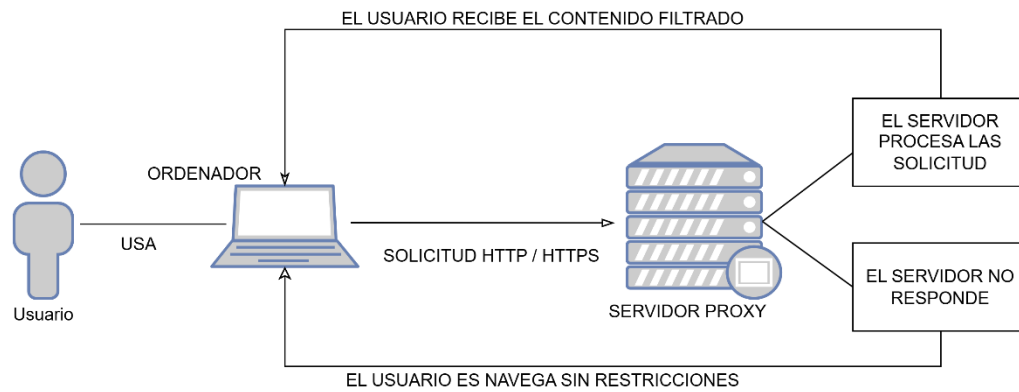 EL USUARIO RECIBE EL CONTENIDO FILTRADO
EL SERVIDOR
PROCESA LAS
SOLICITUD
ORDENADOR
USA
SOLICITUD HTTP / HTTPS
EL SERVIDOR NO
RESPONDE
Usuario
SERVIDOR PROXY
EL USUARIO ES NAVEGA SIN RESTRICCIONES